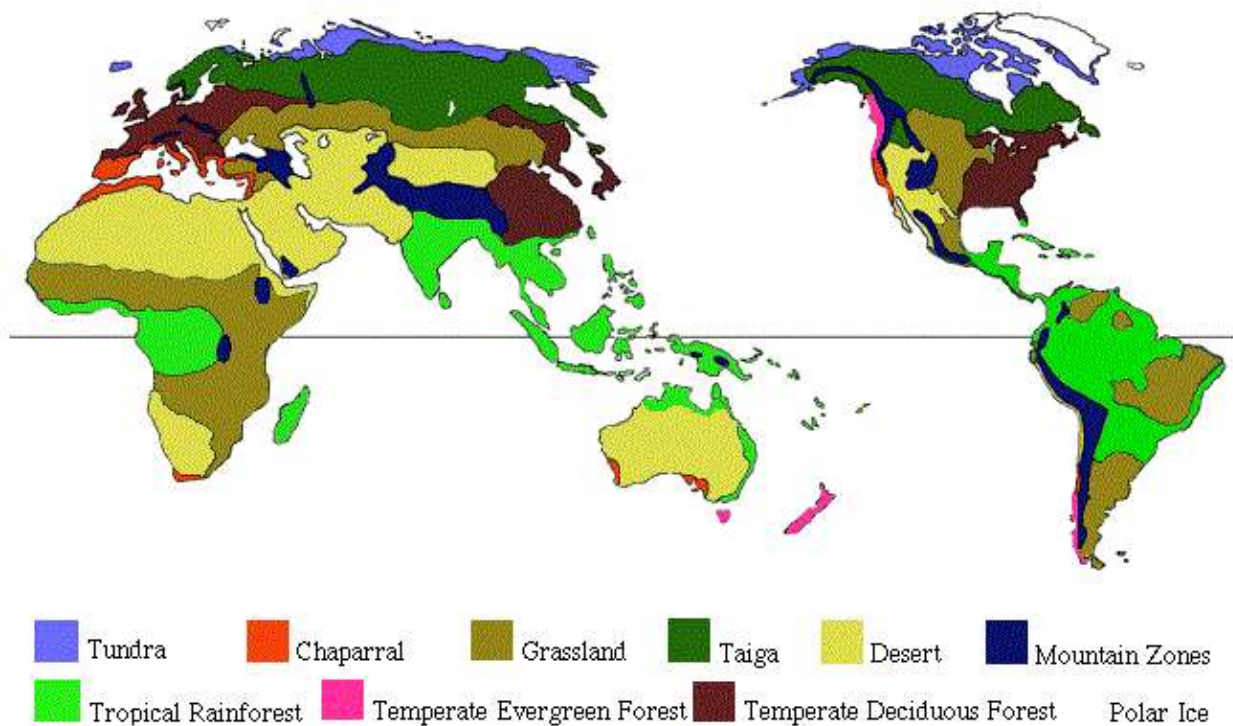 Tundra Chaparral Grassland Taiga Desert Mountain Zones
Tropical Rainforest Temperate Evergreen Forest Temperate Deciduous Forest Polar Ice